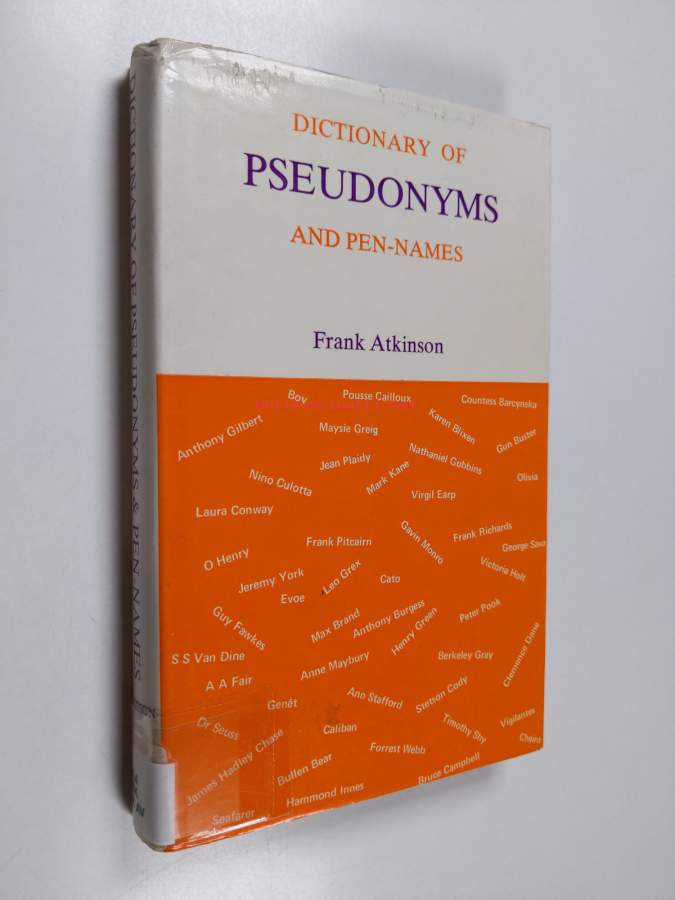 DICTIONARY OF
PSEUDONYMS
AND PEN-NAMES
Frank Atkinson
Boy
Pousse Cailloux
Countess Barcynska
Anthony Gilbert
Maysie Greig
Karen Blixen
Gun Buster
Jean Plaidy
Nathaniel Gubbins
Nino Culotta
Mark Kane
Olivia
Virgil Earp
Laura Conway
Frank Pitcairn
Gavin Monro
Frank Richards
George Sava
O Henry
Jeremy York
Leo Grex
Cato
Victoria Holt
Evoe
Guy Fawkes
Max Brand
Anthony Burgess
Henry Green
Peter Pook
S S Van Dine
Anne Maybury
Berkeley Gray
Clemence Dane
A A Fair
Genêt
Ann Stafford
Stetson Cody
Dr Seuss
Caliban
Timothy Shy
Vigilantes
James Hadley Chase
Forrest Webb
Cheiro
Bullen Bear
Bruce Campbell
Hammond Innes
Seafarer
DICTIONARY OF PSEUDONYMS & PEN-NAMES